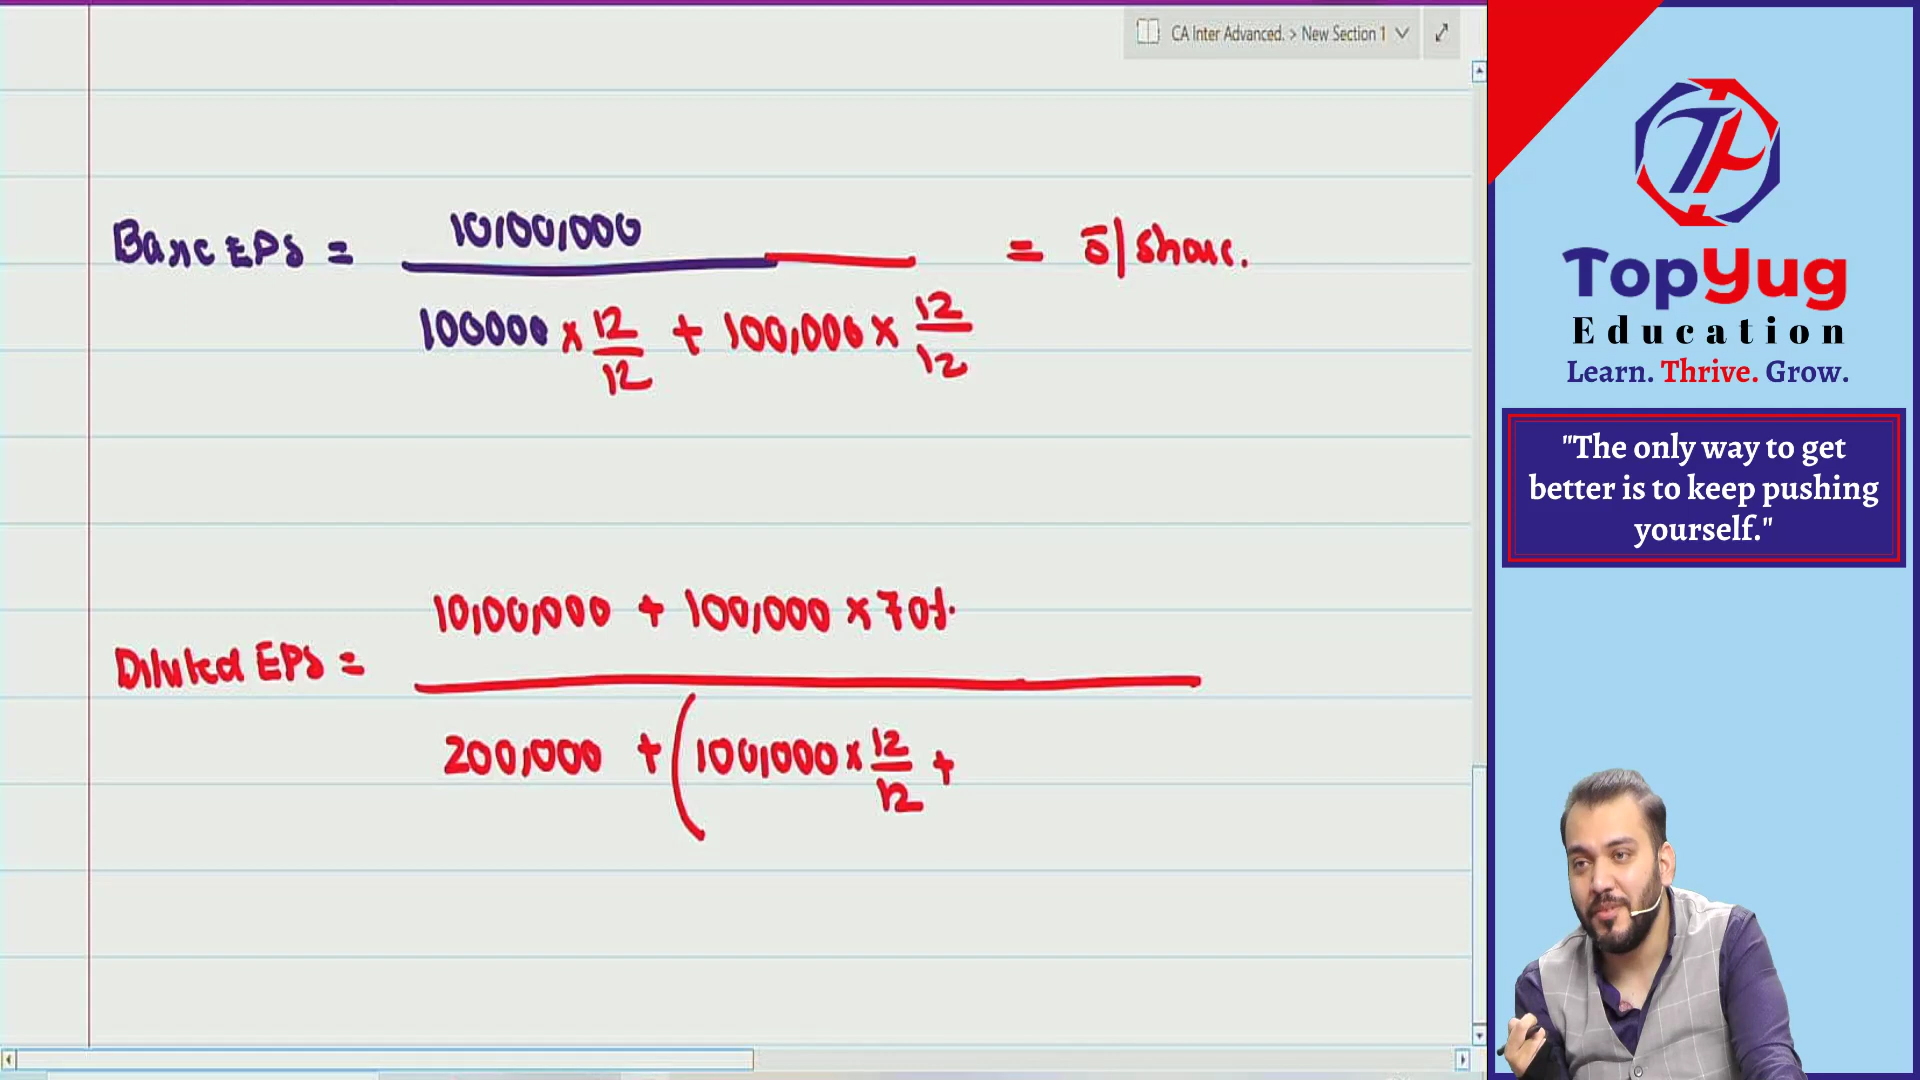 CA Inter Advanced. > New Section 1
Basic EPS = 10,00,000 / 100000 × 12/12 + 100,000 × 12/12 = 5/Share.
Diluted EPS = 10,00,000 + 100,000 × 70% / 200,000 + (100,000 × 12/12 +
TopYug
Education
Learn. Thrive. Grow.
"The only way to get
better is to keep pushing
yourself."